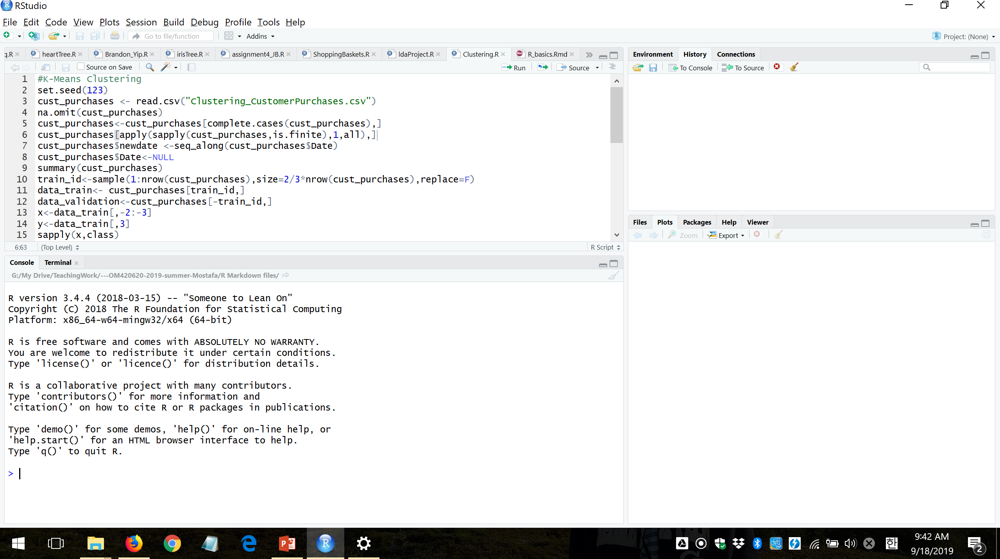 RStudio
File Edit Code View Plots Session Build Debug Profile Tools Help
Go to file/function Addins Project: (None)
q.R heartTree.R Brandon_Yip.R irisTree.R assignment4_JB.R ShoppingBaskets.R ldaProject.R Clustering.R R_basics.Rmd
Source on Save Run Source
1 #K-Means Clustering
2 set.seed(123)
3 cust_purchases <- read.csv("Clustering_CustomerPurchases.csv")
4 na.omit(cust_purchases)
5 cust_purchases<-cust_purchases[complete.cases(cust_purchases),]
6 cust_purchases[apply(sapply(cust_purchases,is.finite),1,all),]
7 cust_purchases$newdate <-seq_along(cust_purchases$Date)
8 cust_purchases$Date<-NULL
9 summary(cust_purchases)
10 train_id<-sample(1:nrow(cust_purchases),size=2/3*nrow(cust_purchases),replace=F)
11 data_train<- cust_purchases[train_id,]
12 data_validation<-cust_purchases[-train_id,]
13 x<-data_train[,-2:-3]
14 y<-data_train[,3]
15 sapply(x,class)
6:63 (Top Level) R Script
Console Terminal
G:/My Drive/TeachingWork/---OM420620-2019-summer-Mostafa/R Markdown files/
R version 3.4.4 (2018-03-15) -- "Someone to Lean On"
Copyright (C) 2018 The R Foundation for Statistical Computing
Platform: x86_64-w64-mingw32/x64 (64-bit)
R is free software and comes with ABSOLUTELY NO WARRANTY.
You are welcome to redistribute it under certain conditions.
Type 'license()' or 'licence()' for distribution details.
R is a collaborative project with many contributors.
Type 'contributors()' for more information and
'citation()' on how to cite R or R packages in publications.
Type 'demo()' for some demos, 'help()' for on-line help, or
'help.start()' for an HTML browser interface to help.
Type 'q()' to quit R.
>
Environment History Connections
To Console To Source
Files Plots Packages Help Viewer
Zoom Export
한
9:42 AM
9/18/2019
2